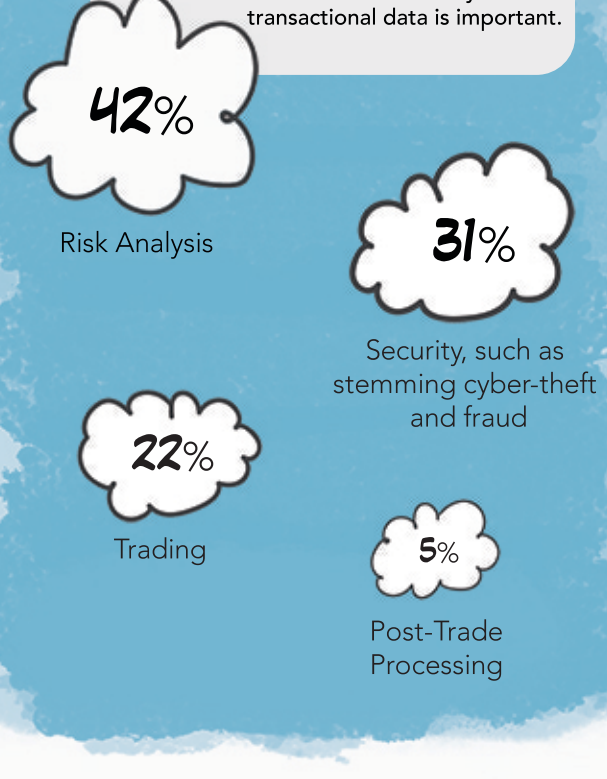 transactional data is important.
42%
Risk Analysis
31%
Security, such as
stemming cyber-theft
and fraud
22%
Trading
5%
Post-Trade
Processing